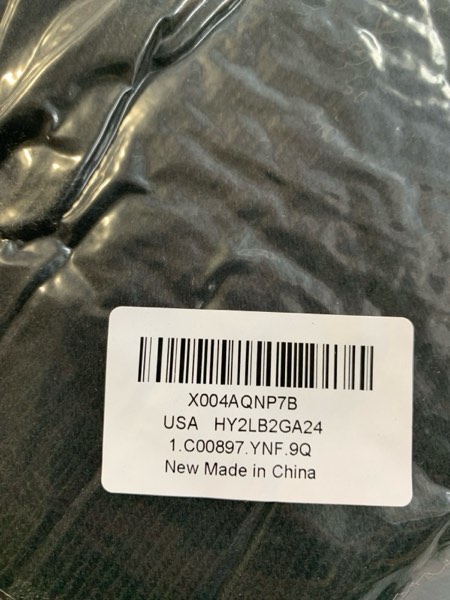 X004AQNP7B
USA HY2LB2GA24
1.C00897.YNF.9Q
New Made in China